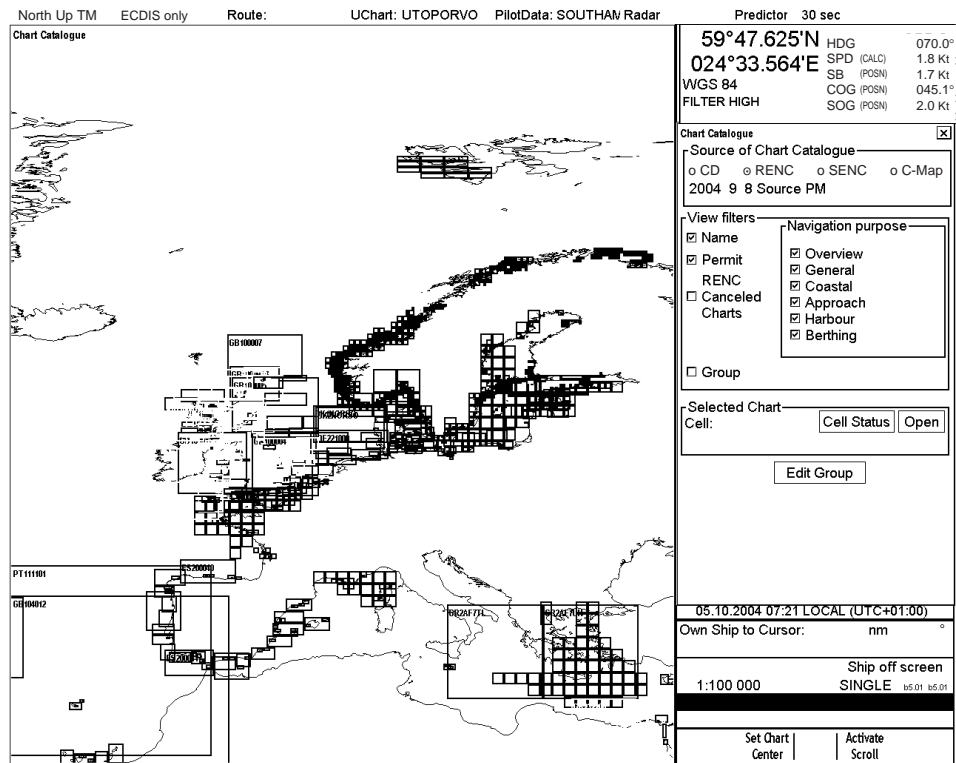 North Up TM ECDIS only Route: UChart: UTOPORVO PilotData: SOUTHAM Radar Predictor 30 sec
Chart Catalogue
59°47.625'N
024°33.564'E
WGS 84
FILTER HIGH
HDG 070.0°
SPD (CALC) 1.8 Kt
SB (POSN) 1.7 Kt
COG (POSN) 045.1°
SOG (POSN) 2.0 Kt
Chart Catalogue
Source of Chart Catalogue
CD RENC SENC C-Map
2004 9 8 Source PM
View filters
Name
Permit
RENC
Canceled
Charts
Group
Navigation purpose
Overview
General
Coastal
Approach
Harbour
Berthing
Selected Chart
Cell: Cell Status Open
Edit Group
GB100007
PT111101
GB104012
ES200010
GR2AF7FL
05.10.2004 07:21 LOCAL (UTC+01:00)
Own Ship to Cursor: nm °
Ship off screen
1:100 000 SINGLE b5.01 b5.01
Set Chart Center
Activate Scroll